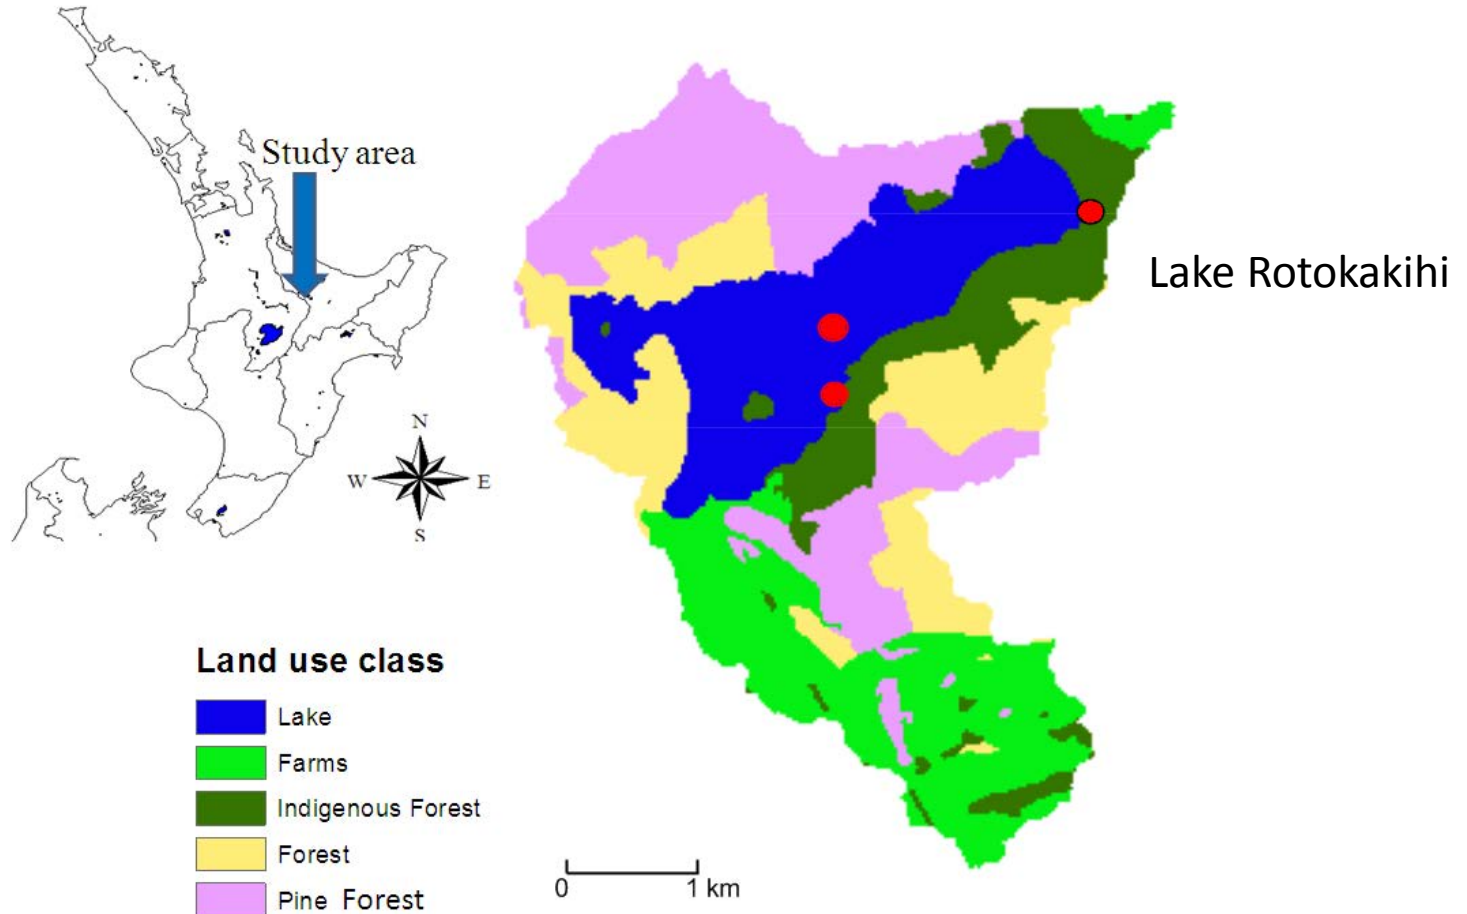 Study area
Lake Rotokakihi
N
W
E
S
Land use class
Lake
Farms
Indigenous Forest
Forest
Pine Forest
0
1 km